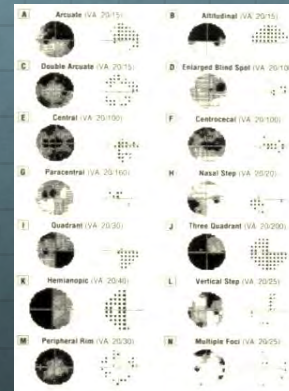 A Arcuate (VA 20/15)
B Altitudinal (VA 20/15)
C Double Arcuate (VA 20/15)
D Enlarged Blind Spot (VA 20/100
E Central (VA 20/100)
F Centrocecal (VA 20/100)
G Paracentral (VA 20/160)
H Nasal Step (VA 20/20)
I Quadrant (VA 20/30)
J Three Quadrant (VA 20/200)
K Hemianopic (VA 20/40)
L Vertical Step (VA 20/25)
M Peripheral Rim (VA 20/30)
N Multiple Foci (VA 20/25)